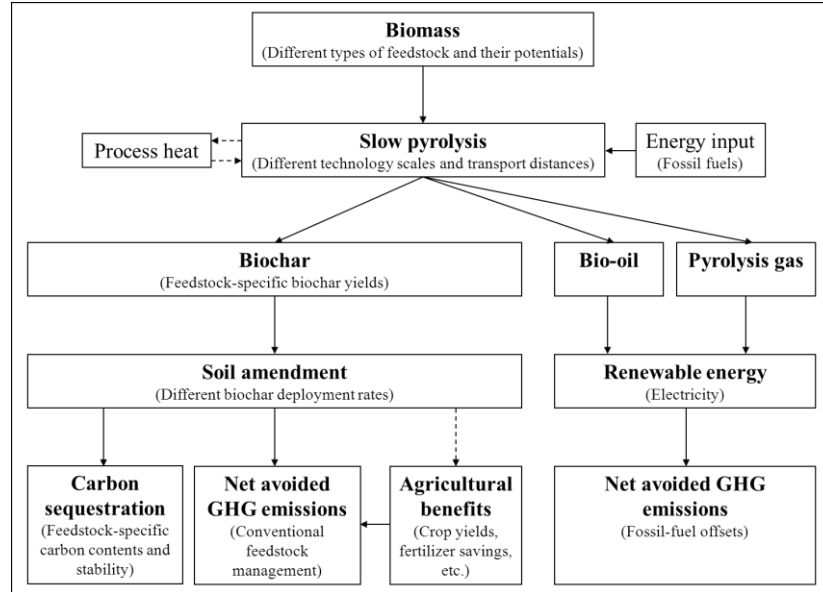 Biomass
(Different types of feedstock and their potentials)
Process heat
Slow pyrolysis
(Different technology scales and transport distances)
Energy input
(Fossil fuels)
Biochar
(Feedstock-specific biochar yields)
Bio-oil
Pyrolysis gas
Soil amendment
(Different biochar deployment rates)
Renewable energy
(Electricity)
Carbon
sequestration
(Feedstock-specific
carbon contents and
stability)
Net avoided
GHG emissions
(Conventional
feedstock
management)
Agricultural
benefits
(Crop yields,
fertilizer savings,
etc.)
Net avoided GHG
emissions
(Fossil-fuel offsets)